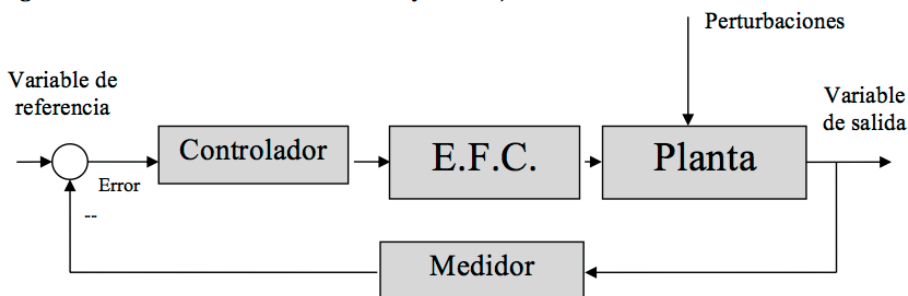 Perturbaciones
Variable de
referencia
Variable
de salida
Controlador
E.F.C.
Planta
Error
--
Medidor